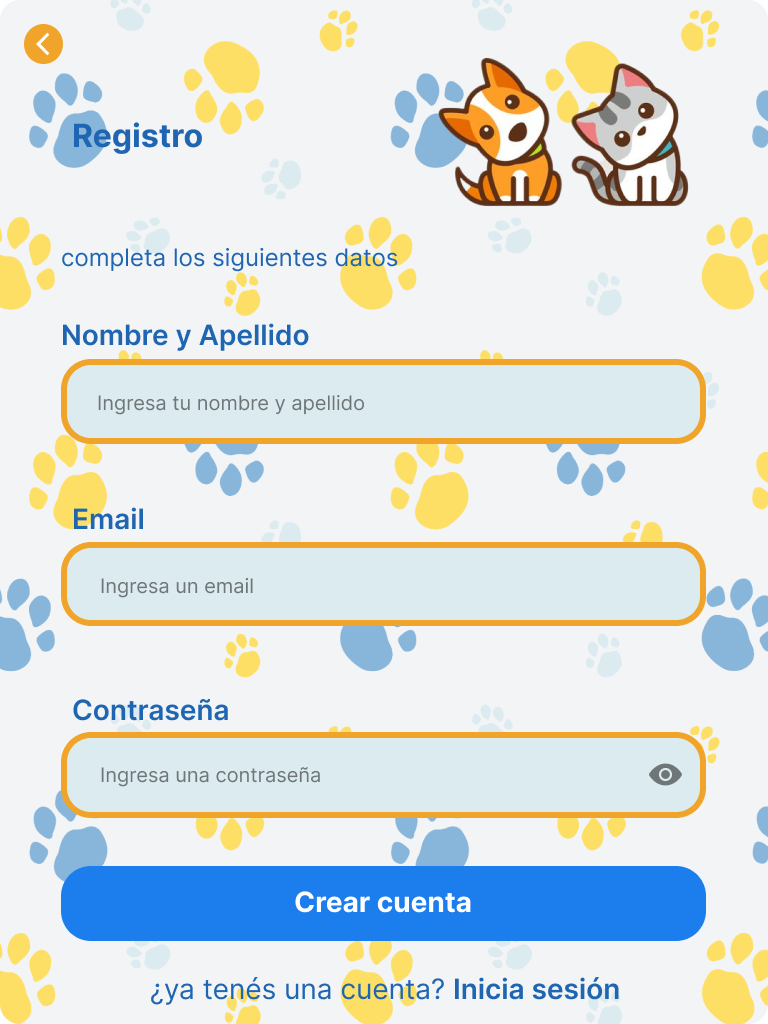 Registro
completa los siguientes datos
Nombre y Apellido
Ingresa tu nombre y apellido
Email
Ingresa un email
Contraseña
Ingresa una contraseña
Crear cuenta
¿ya tenés una cuenta? Inicia sesión